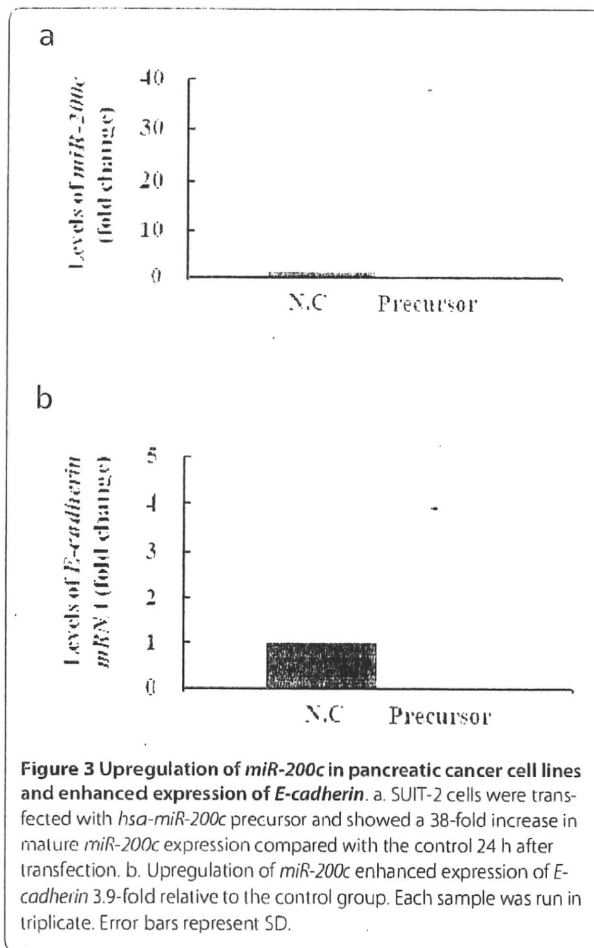 a
Levels of miR-200c
(fold change)
40
30
20
10
0
N.C Precursor
b
Levels of E-cadherin
mRNA (fold change)
5
4
3
2
1
0
N.C Precursor
Figure 3 Upregulation of miR-200c in pancreatic cancer cell lines
and enhanced expression of E-cadherin. a. SUIT-2 cells were trans-
fected with hsa-miR-200c precursor and showed a 38-fold increase in
mature miR-200c expression compared with the control 24 h after
transfection. b. Upregulation of miR-200c enhanced expression of E-
cadherin 3.9-fold relative to the control group. Each sample was run in
triplicate. Error bars represent SD.